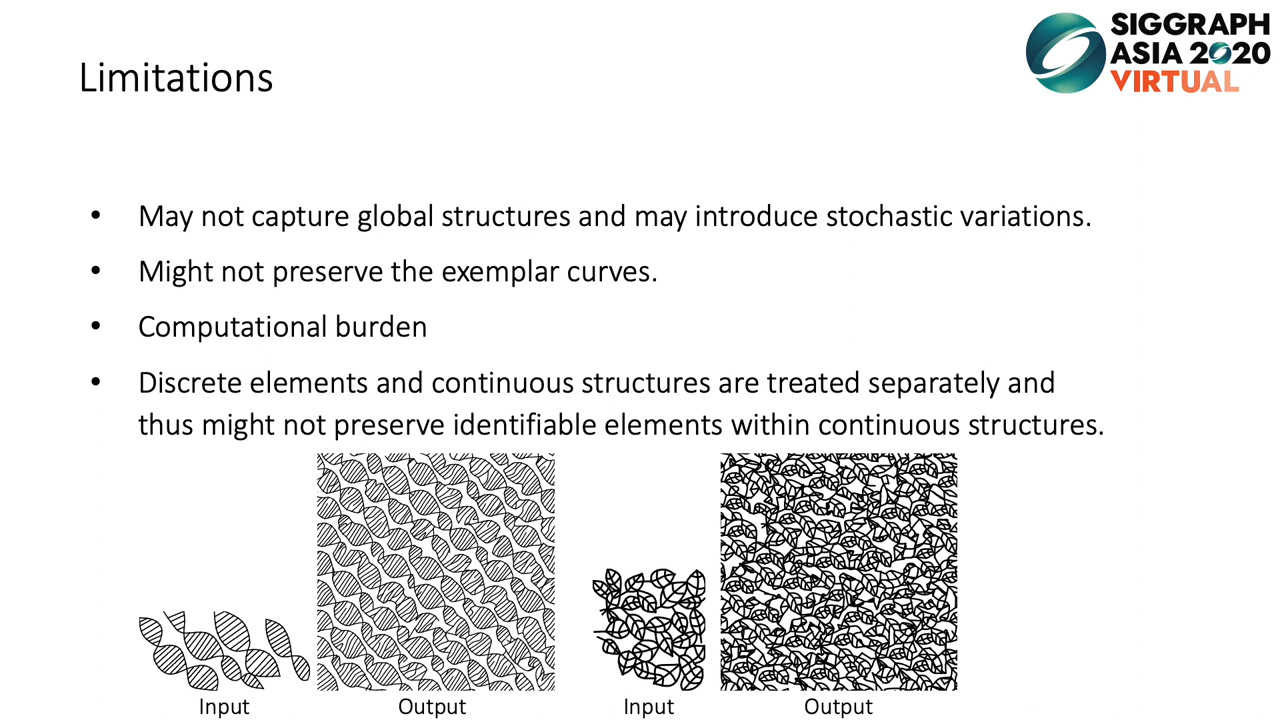 SIGGRAPH
ASIA 2020
VIRTUAL
Limitations
• May not capture global structures and may introduce stochastic variations.
• Might not preserve the exemplar curves.
• Computational burden
• Discrete elements and continuous structures are treated separately and
thus might not preserve identifiable elements within continuous structures.
Input
Output
Input
Output